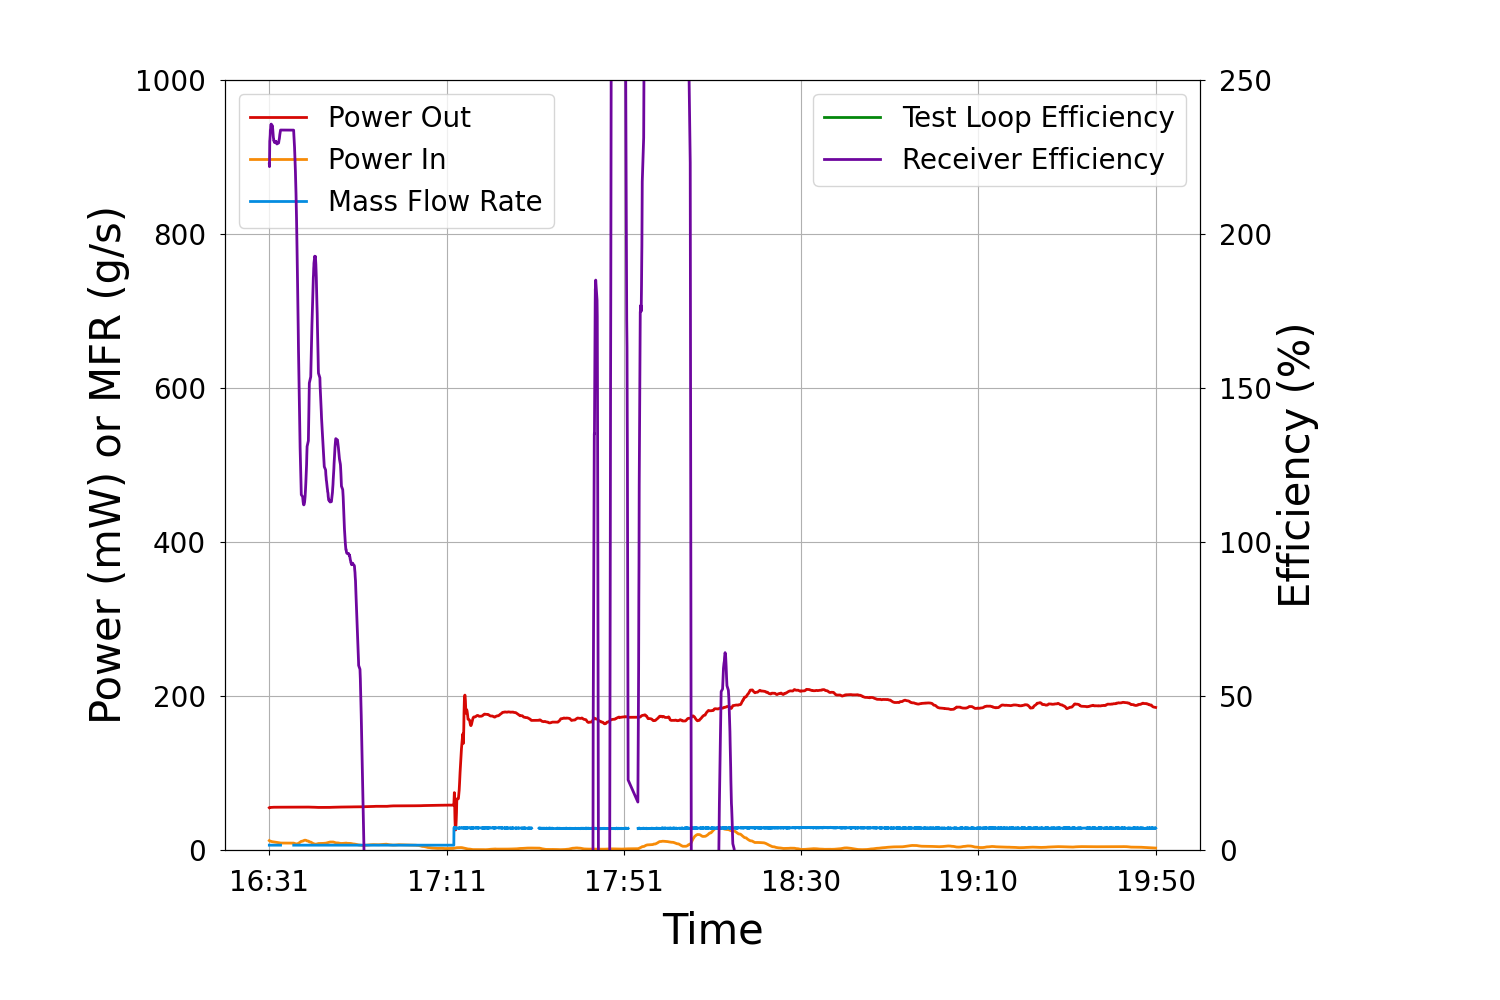 Power Out
Power In
Mass Flow Rate
Test Loop Efficiency
Receiver Efficiency
1000
800
600
400
200
0
250
200
150
100
50
0
16:31
17:11
17:51
18:30
19:10
19:50
Power (mW) or MFR (g/s)
Efficiency (%)
Time